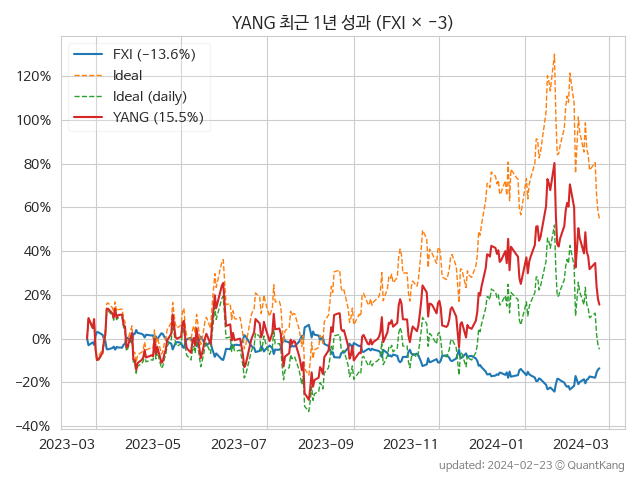 YANG 최근 1년 성과 (FXI × −3)
FXI (−13.6%)
Ideal
Ideal (daily)
YANG (15.5%)
120%
100%
80%
60%
40%
20%
0%
−20%
−40%
2023−03 2023−05 2023−07 2023−09 2023−11 2024−01 2024−03
updated: 2024−02−23 ⓒ QuantKang